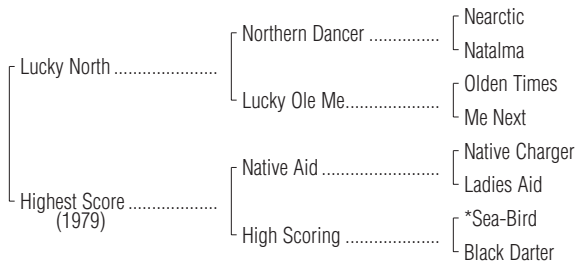 Nearctic
Northern Dancer ...............
Natalma
Lucky North ......................
Olden Times
Lucky Ole Me....................
Me Next
Native Charger
Native Aid .........................
Ladies Aid
Highest Score ...................
(1979)
*Sea-Bird
High Scoring ....................
Black Darter